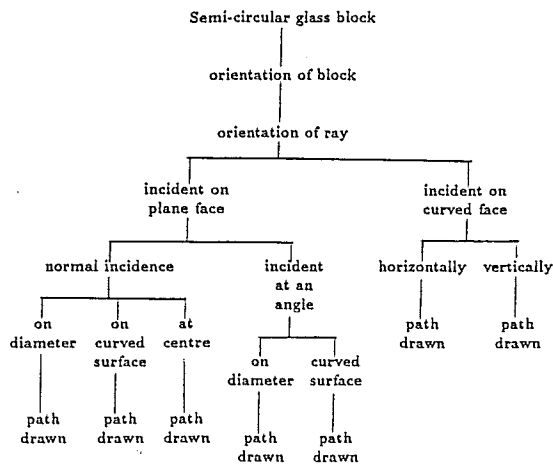 Semi-circular glass block
orientation of block
orientation of ray
incident on
plane face
incident on
curved face
normal incidence
incident
at an
angle
horizontally
vertically
on
diameter
on
curved
surface
at
centre
path
drawn
path
drawn
on
diameter
curved
surface
path
drawn
path
drawn
path
drawn
path
drawn
path
drawn